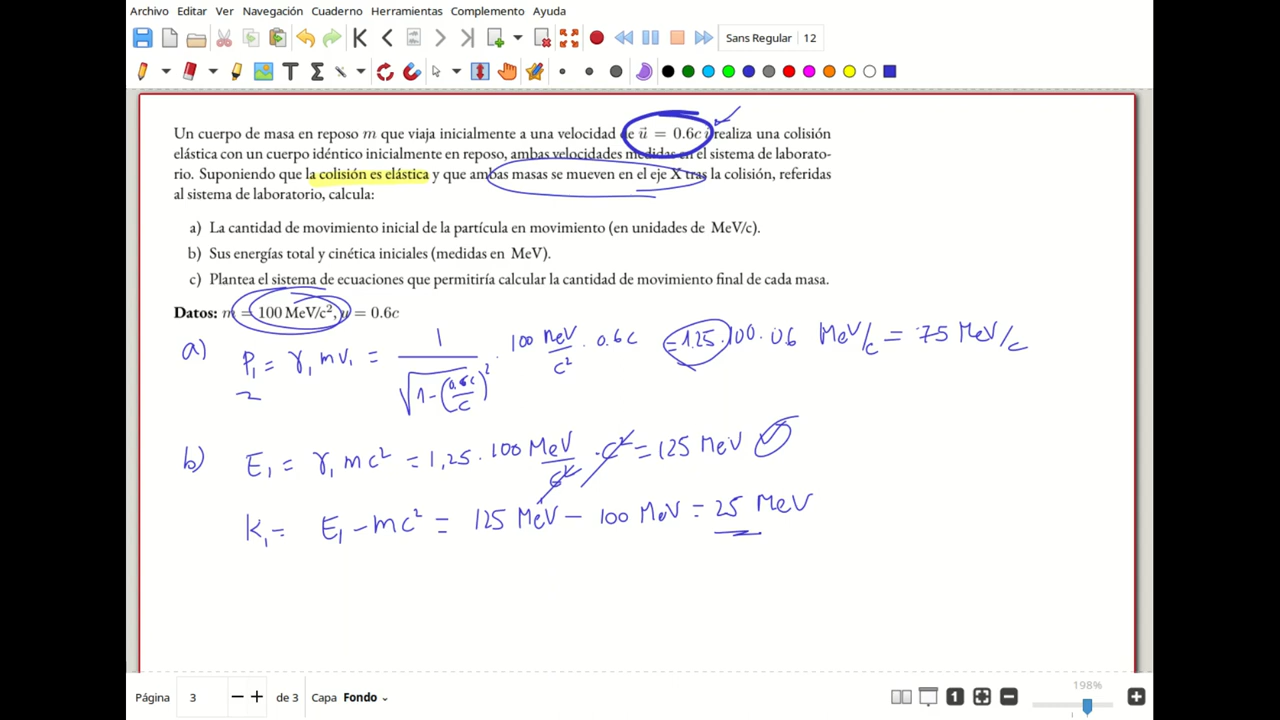 Archivo Editar Ver Navegación Cuaderno Herramientas Complemento Ayuda
Sans Regular 12
Un cuerpo de masa en reposo m que viaja inicialmente a una velocidad de u⃗ = 0.6c i⃗ realiza una colisión
elástica con un cuerpo idéntico inicialmente en reposo, ambas velocidades medidas en el sistema de laborato-
rio. Suponiendo que la colisión es elástica y que ambas masas se mueven en el eje X tras la colisión, referidas
al sistema de laboratorio, calcula:
a) La cantidad de movimiento inicial de la partícula en movimiento (en unidades de MeV/c).
b) Sus energías total y cinética iniciales (medidas en MeV).
c) Plantea el sistema de ecuaciones que permitiría calcular la cantidad de movimiento final de cada masa.
Datos: m = 100 MeV/c², u = 0.6c
a) P₁ = γ₁ m v₁ = 1 / √(1 - (0.6c/c)²) · 100 MeV/c² · 0.6c = 1.25 · 100 · 0.6 MeV/c = 75 MeV/c
b) E₁ = γ₁ m c² = 1,25 · 100 MeV/c² · c² = 125 MeV
K₁ = E₁ - mc² = 125 MeV - 100 MeV = 25 MeV
Página 3 de 3 Capa Fondo 198%